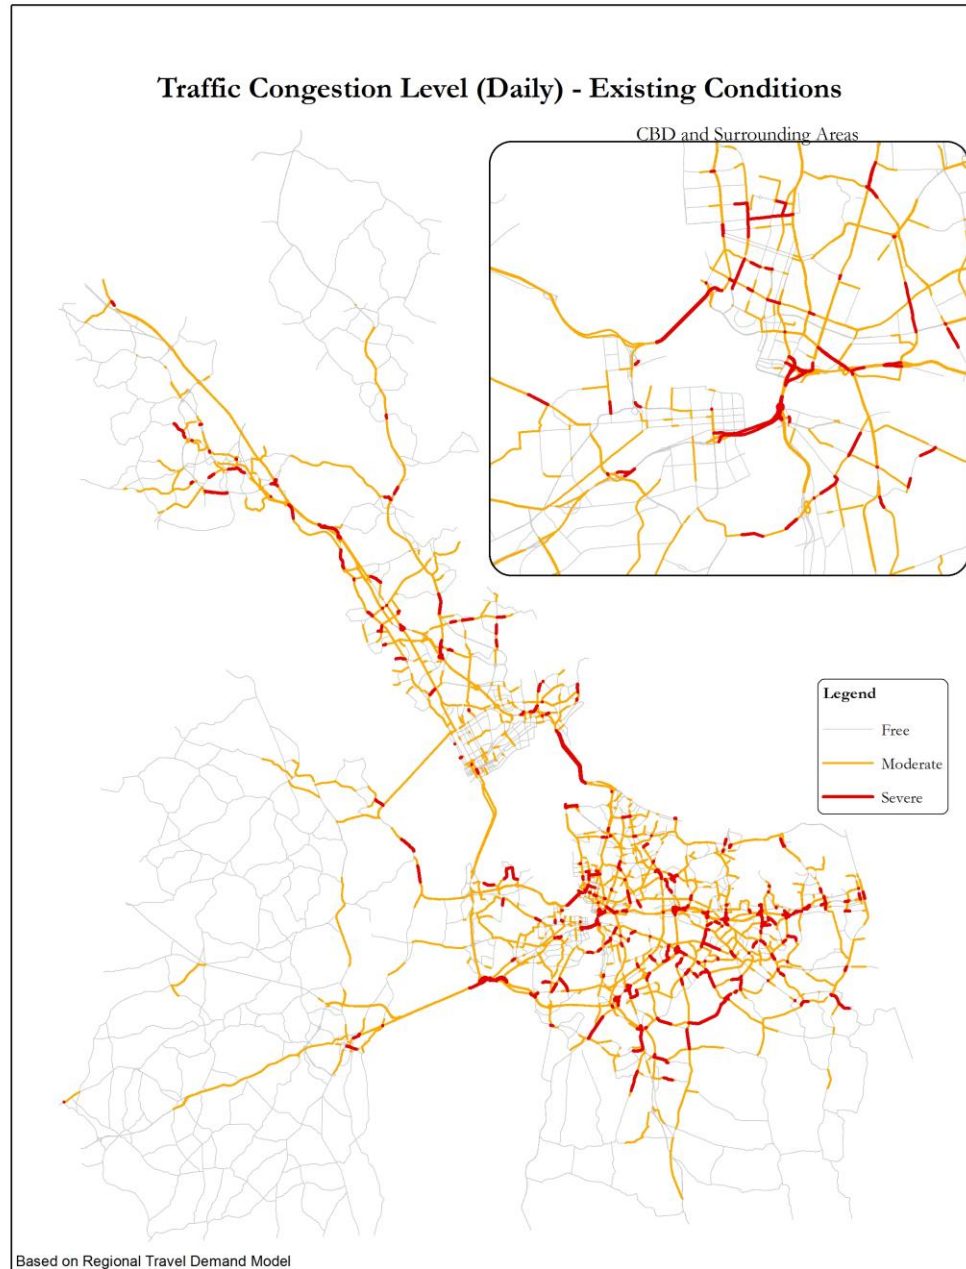 Traffic Congestion Level (Daily) - Existing Conditions
CBD and Surrounding Areas
Legend
Free
Moderate
Severe
Based on Regional Travel Demand Model